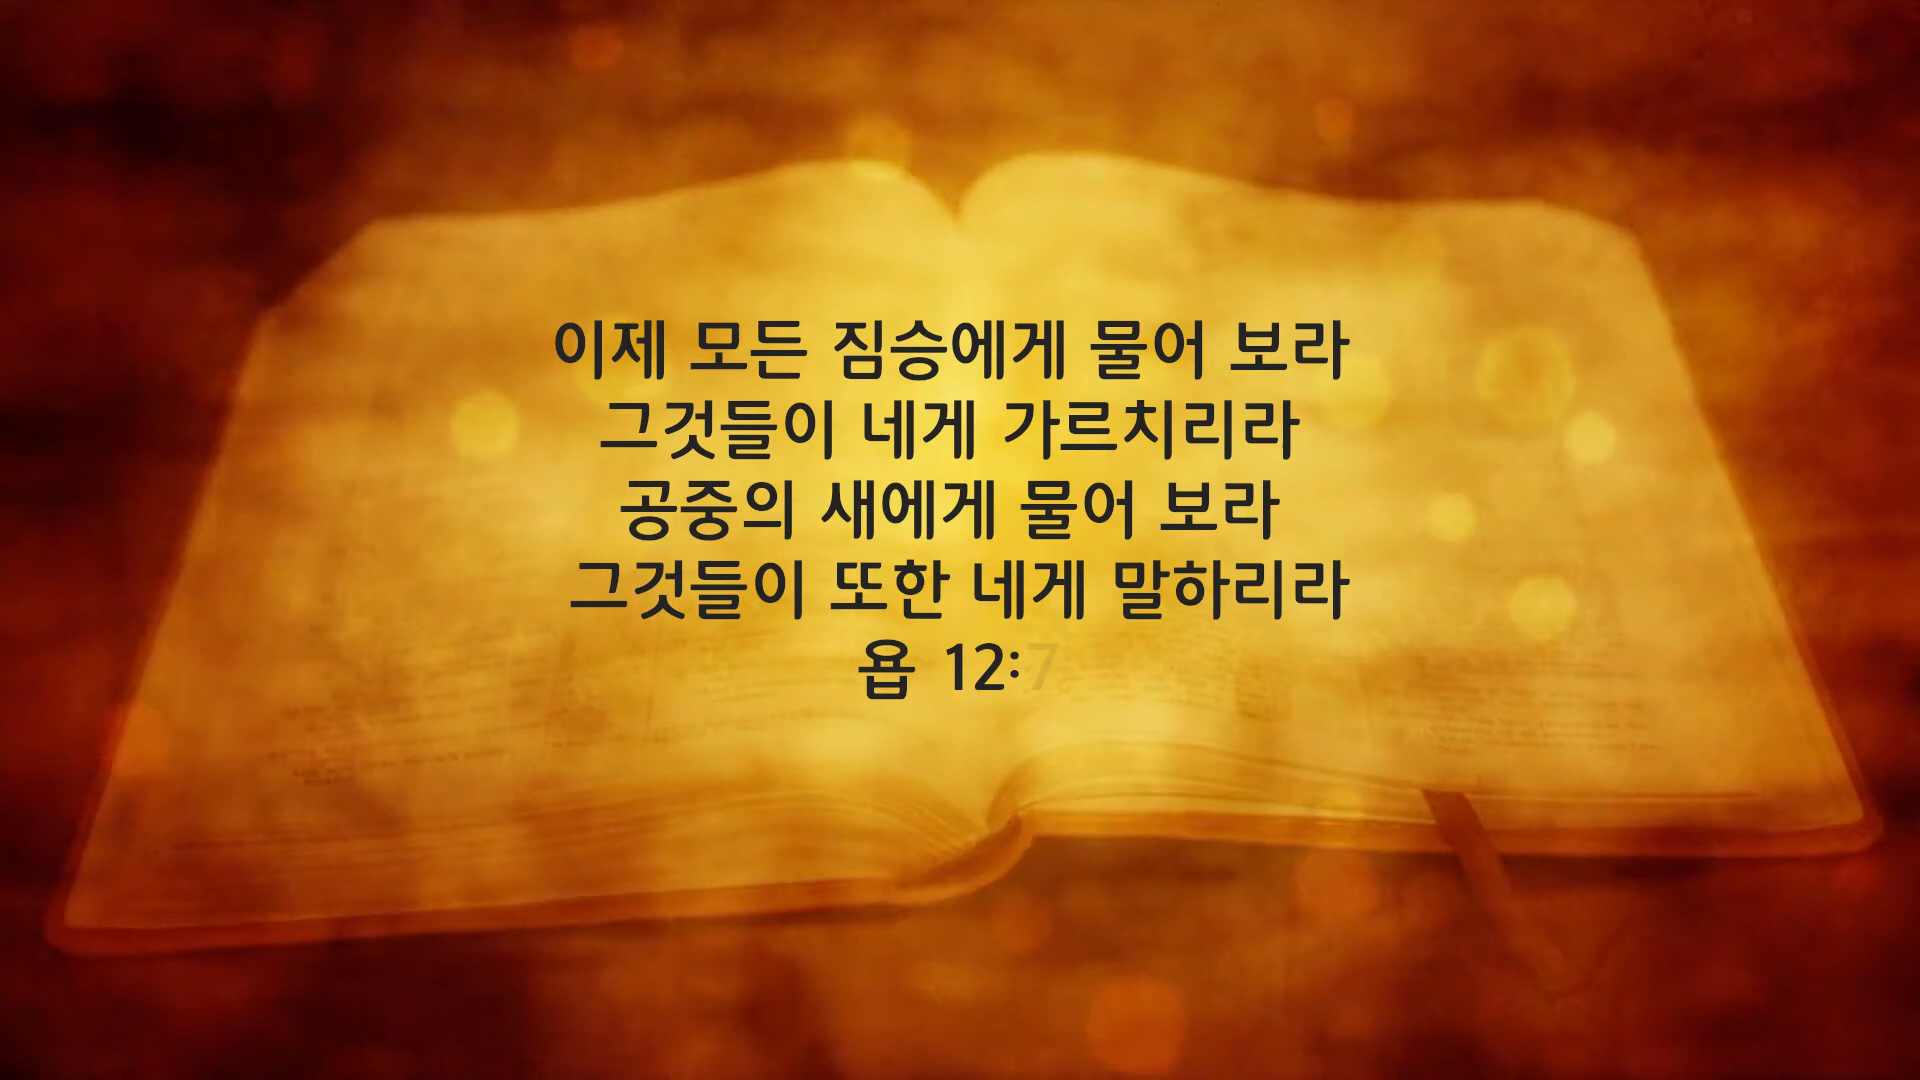 이제 모든 짐승에게 물어 보라
그것들이 네게 가르치리라
공중의 새에게 물어 보라
그것들이 또한 네게 말하리라
욥 12:7